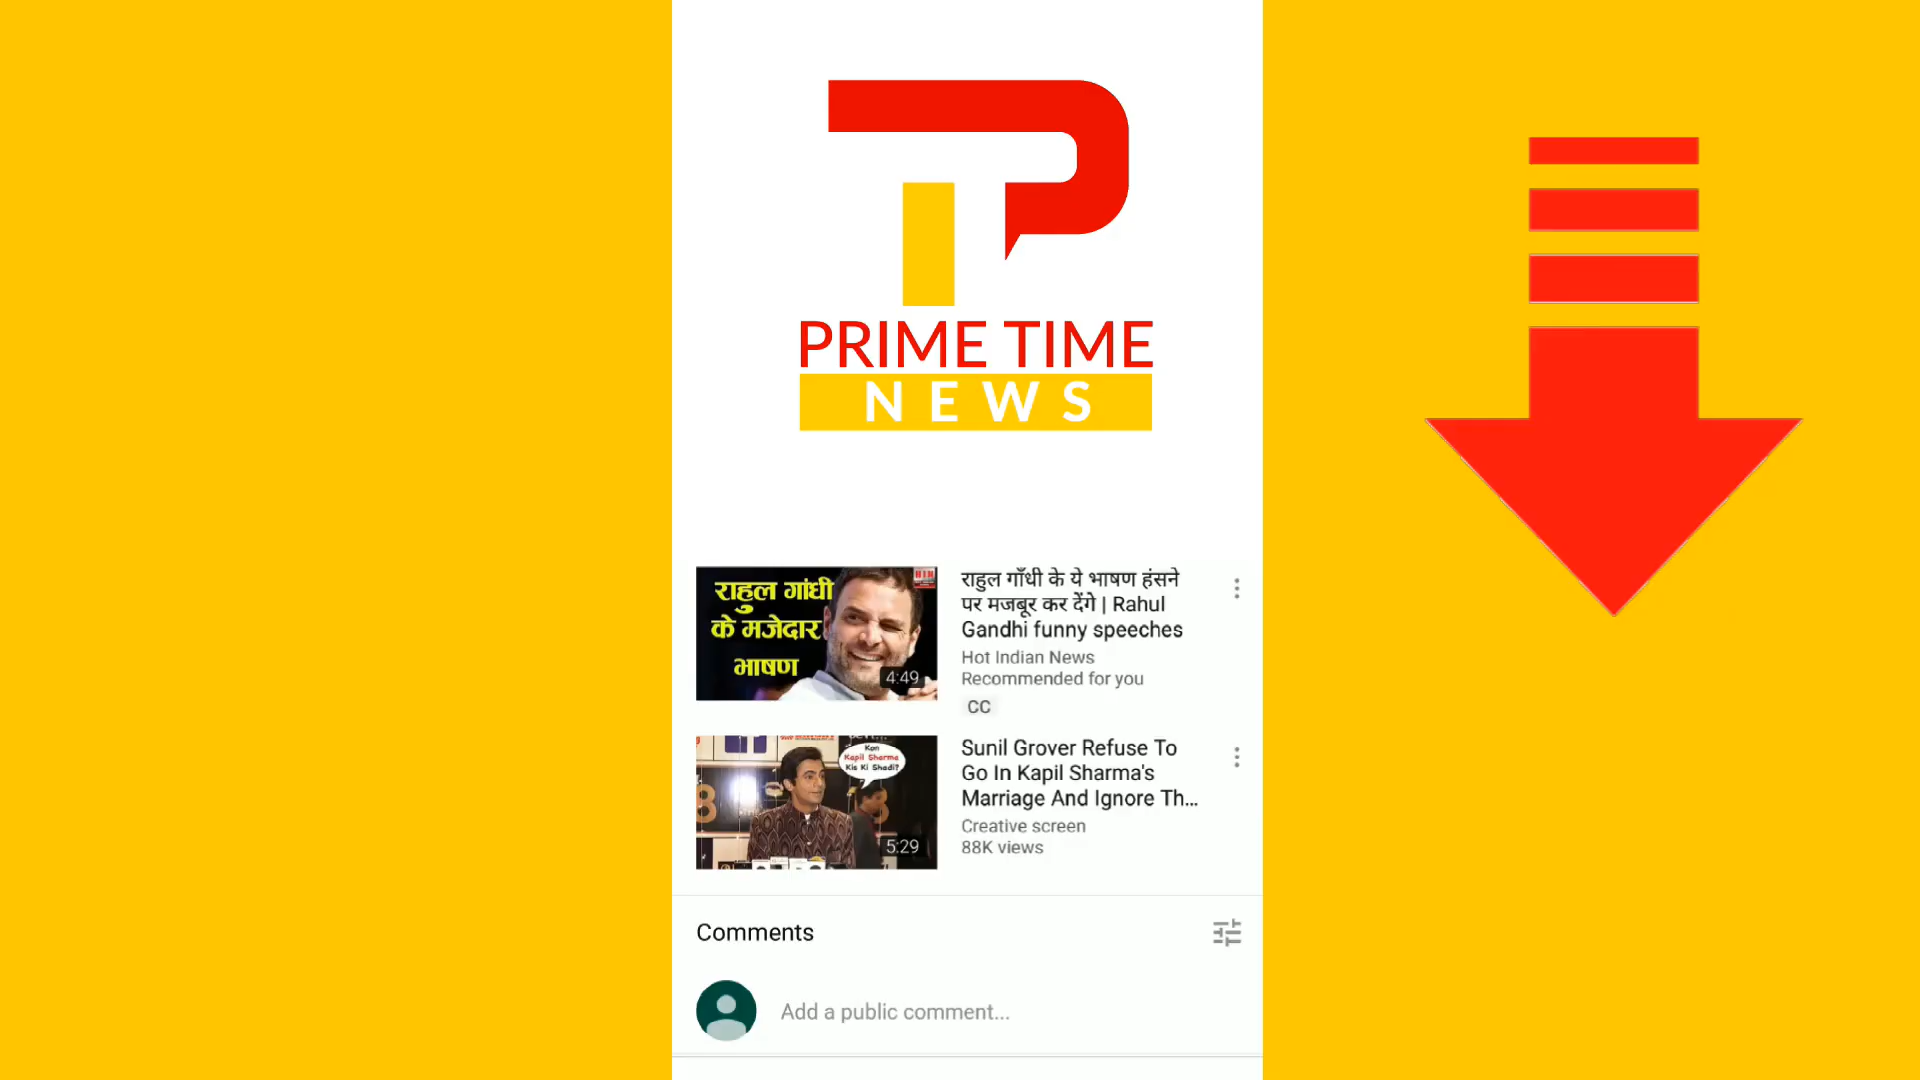 PRIME TIME
NEWS
राहुल गांधी
के मजेदार
भाषण
4:49
राहुल गाँधी के ये भाषण हंसने
पर मजबूर कर देंगे | Rahul
Gandhi funny speeches
Hot Indian News
Recommended for you
CC
Kon
Kapil Sharma
Kis Ki Shadi?
8
5:29
Sunil Grover Refuse To
Go In Kapil Sharma's
Marriage And Ignore Th...
Creative screen
88K views
Comments
Add a public comment...